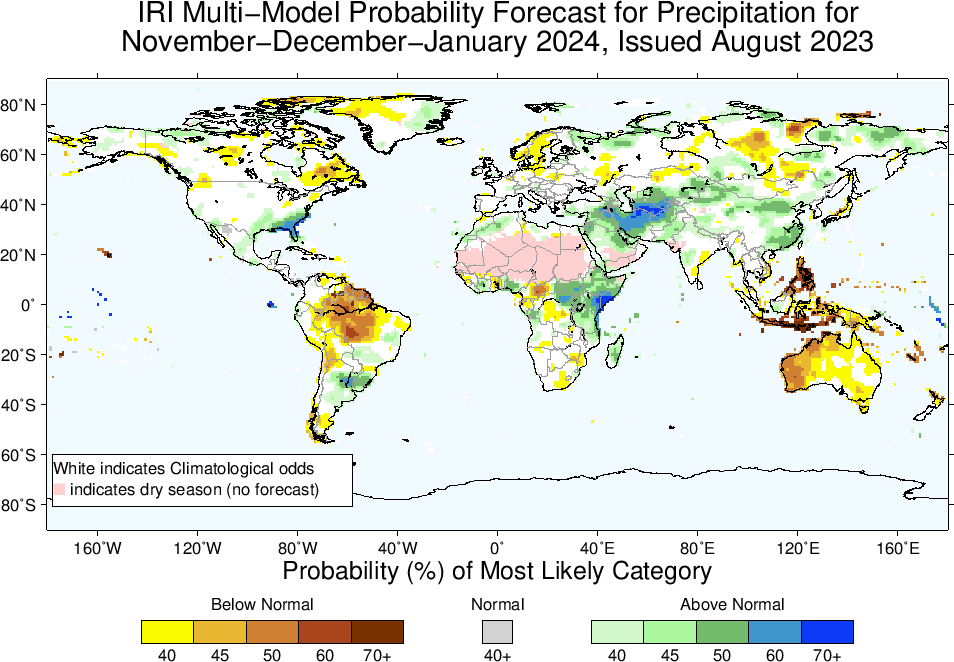 IRI Multi−Model Probability Forecast for Precipitation for
November−December−January 2024, Issued August 2023
80˚N
60˚N
40˚N
20˚N
0˚
20˚S
40˚S
60˚S
80˚S
White indicates Climatological odds
indicates dry season (no forecast)
160˚W 120˚W 80˚W 40˚W 0˚ 40˚E 80˚E 120˚E 160˚E
Probability (%) of Most Likely Category
Below Normal Normal Above Normal
40 45 50 60 70+ 40+ 40 45 50 60 70+